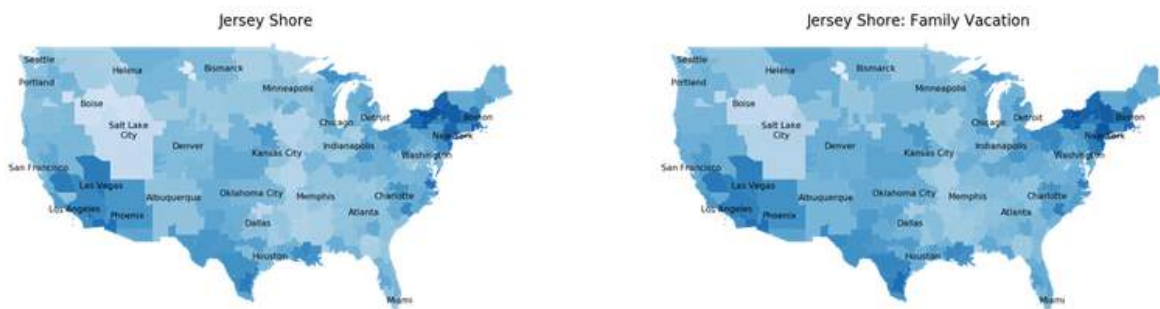 Jersey Shore
Seattle
Portland
Helena
Bismarck
Minneapolis
Boise
Salt Lake
City
Chicago
Detroit
Boston
New York
Indianapolis
Washington
Denver
Kansas City
San Francisco
Las Vegas
Los Angeles
Phoenix
Albuquerque
Oklahoma City
Memphis
Charlotte
Atlanta
Dallas
Houston
Miami
Jersey Shore: Family Vacation
Seattle
Portland
Helena
Bismarck
Minneapolis
Boise
Salt Lake
City
Chicago
Detroit
Boston
New York
Indianapolis
Washington
Denver
Kansas City
San Francisco
Las Vegas
Los Angeles
Phoenix
Albuquerque
Oklahoma City
Memphis
Charlotte
Atlanta
Dallas
Houston
Miami